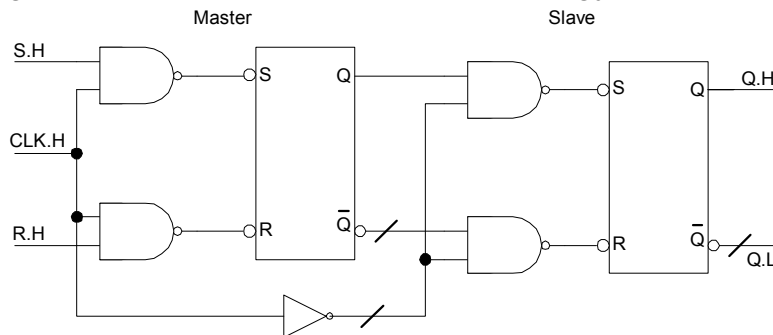 Master Slave
S.H
S Q S Q Q.H
CLK.H
R.H R Q̅ R Q̅
Q.L